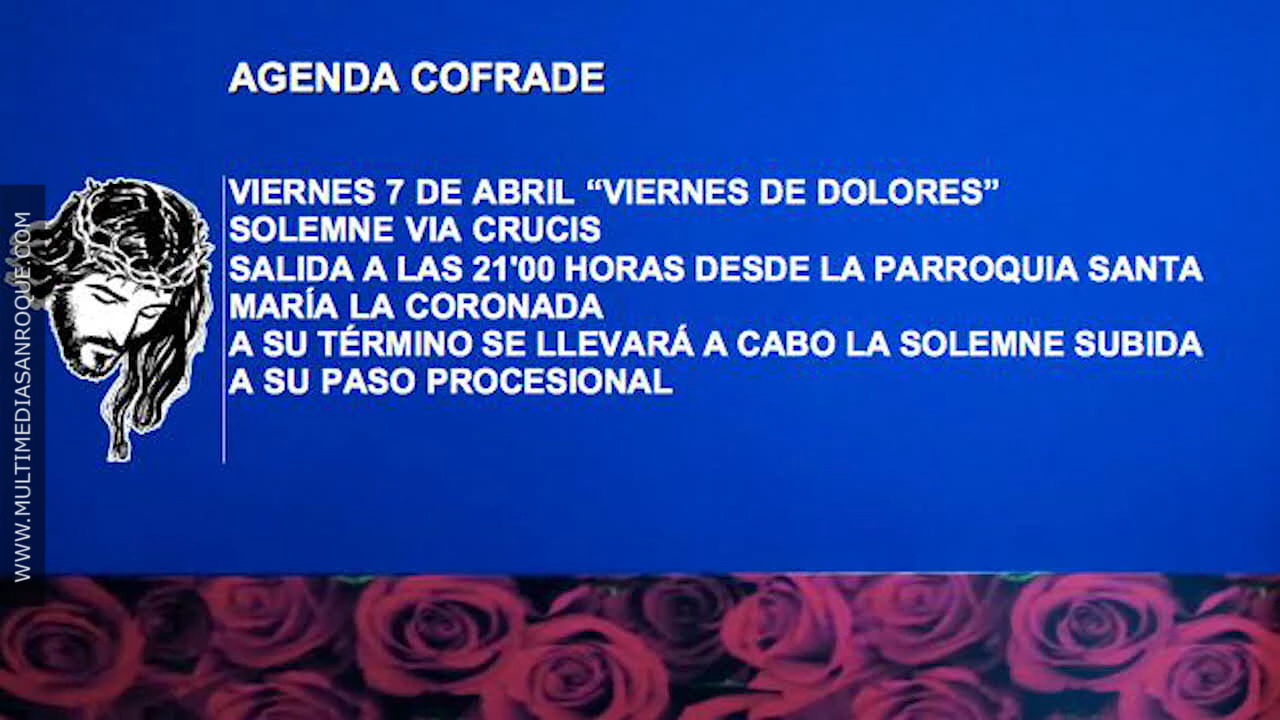 AGENDA COFRADE
VIERNES 7 DE ABRIL “VIERNES DE DOLORES”
SOLEMNE VIA CRUCIS
SALIDA A LAS 21'00 HORAS DESDE LA PARROQUIA SANTA
MARÍA LA CORONADA
A SU TÉRMINO SE LLEVARÁ A CABO LA SOLEMNE SUBIDA
A SU PASO PROCESIONAL
WWW.MULTIMEDIASANROQUE.COM